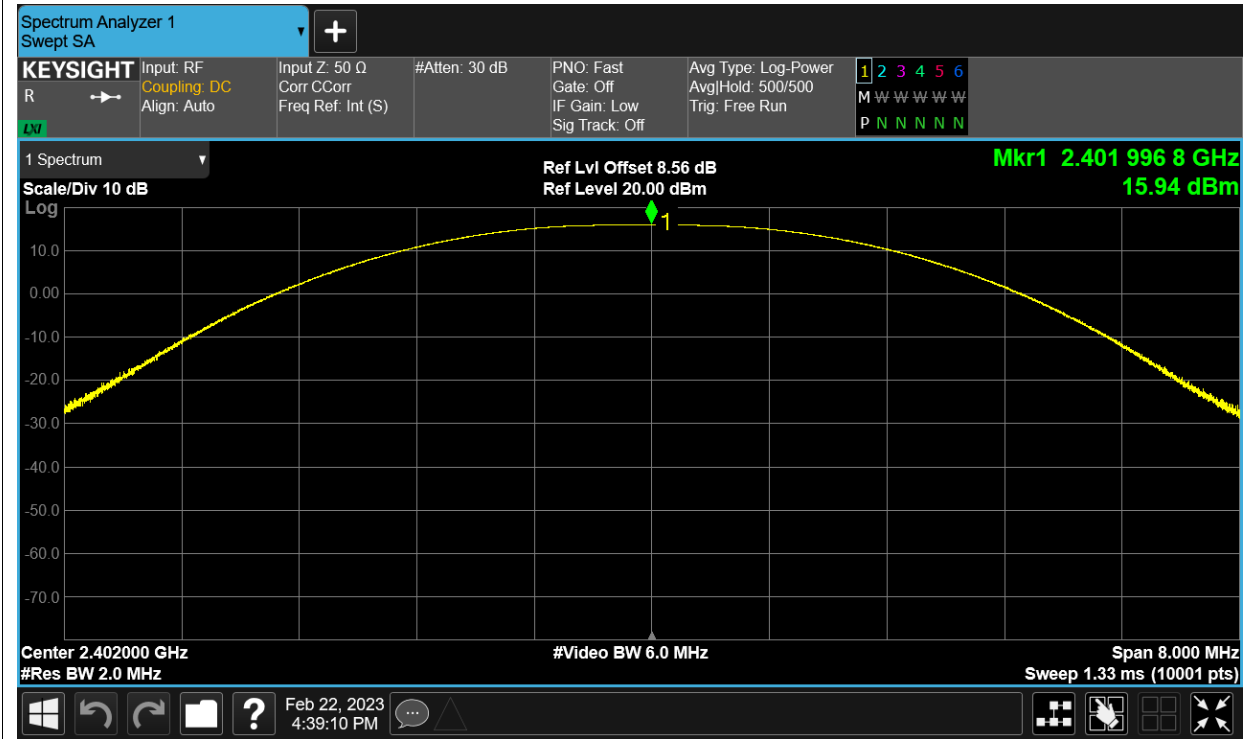 Spectrum Analyzer 1
Swept SA
KEYSIGHT
R
LXI
Input: RF
Coupling: DC
Align: Auto
Input Z: 50 Ω
Corr CCorr
Freq Ref: Int (S)
#Atten: 30 dB
PNO: Fast
Gate: Off
IF Gain: Low
Sig Track: Off
Avg Type: Log-Power
Avg|Hold: 500/500
Trig: Free Run
1 2 3 4 5 6
M W W W W W
P N N N N N
1 Spectrum
Scale/Div 10 dB
Ref Lvl Offset 8.56 dB
Ref Level 20.00 dBm
Mkr1 2.401 996 8 GHz
15.94 dBm
Log
1
10.0
0.00
-10.0
-20.0
-30.0
-40.0
-50.0
-60.0
-70.0
Center 2.402000 GHz
#Video BW 6.0 MHz
Span 8.000 MHz
#Res BW 2.0 MHz
Sweep 1.33 ms (10001 pts)
?
Feb 22, 2023
4:39:10 PM